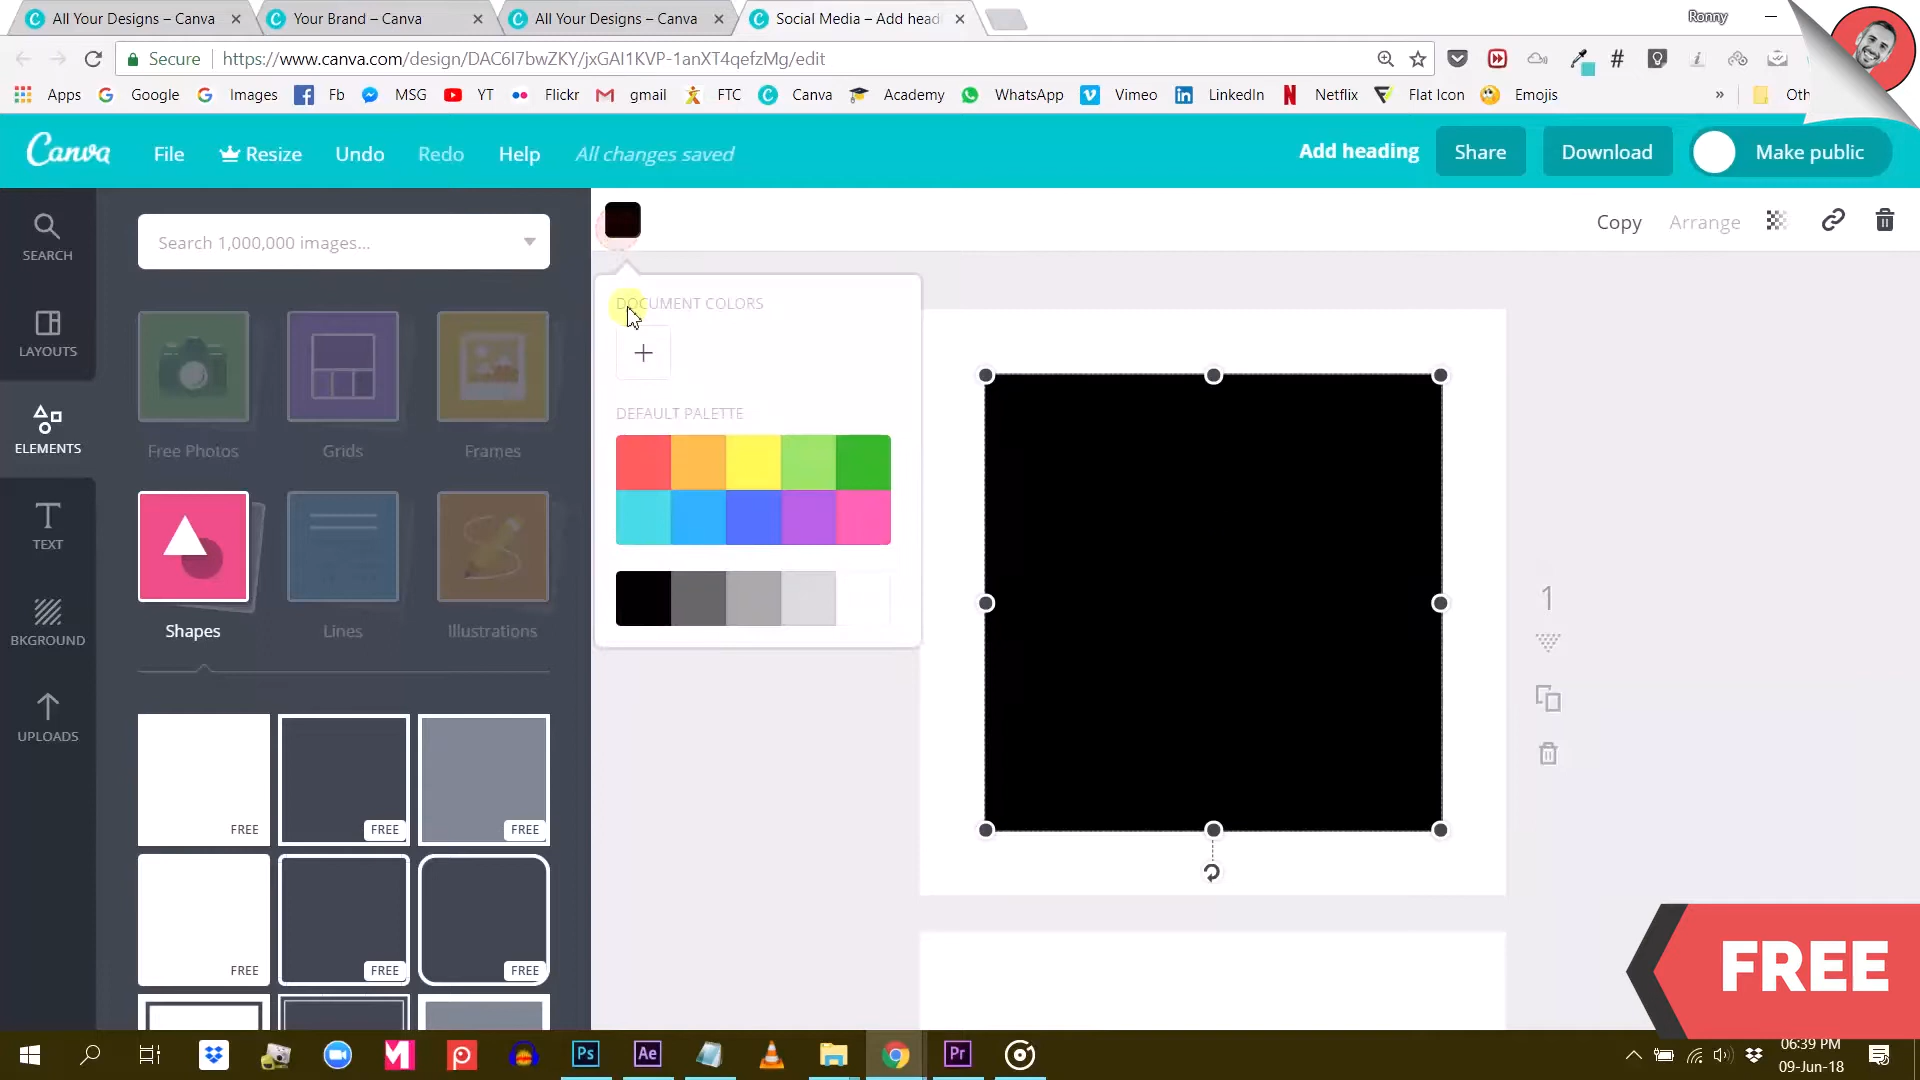 All Your Designs – Canva
Your Brand – Canva
All Your Designs – Canva
Social Media – Add head
Ronny
Secure
https://www.canva.com/design/DAC6I7bwZKY/jxGAI1KVP-1anXT4qefzMg/edit
Apps
Google
Images
Fb
MSG
YT
Flickr
gmail
FTC
Canva
Academy
WhatsApp
Vimeo
LinkedIn
Netflix
Flat Icon
Emojis
»
Oth
Canva
File
Resize
Undo
Redo
Help
All changes saved
Add heading
Share
Download
Make public
SEARCH
LAYOUTS
ELEMENTS
TEXT
BKGROUND
UPLOADS
Search 1,000,000 images...
Free Photos
Grids
Frames
Shapes
Lines
Illustrations
FREE
FREE
FREE
FREE
FREE
FREE
Copy
Arrange
DOCUMENT COLORS
+
DEFAULT PALETTE
1
FREE
Ps
Ae
Pr
06:39 PM
09-Jun-18